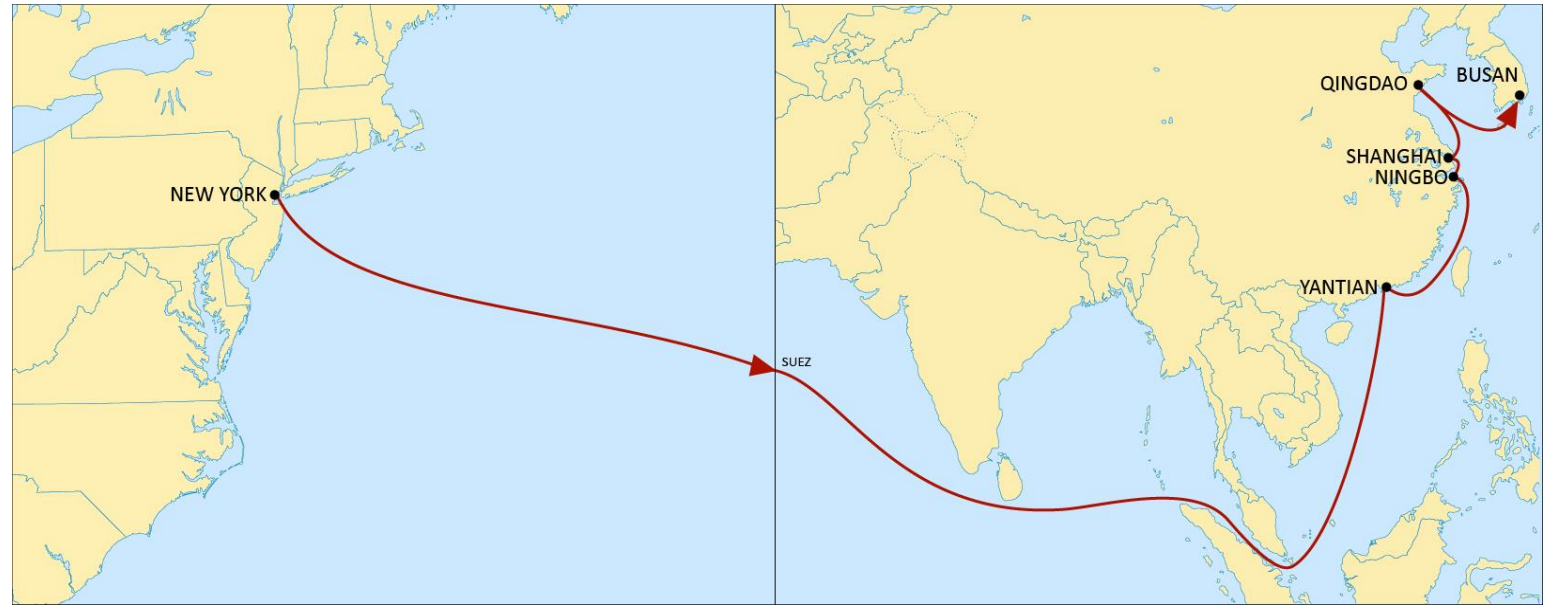 QINGDAO
BUSAN
SHANGHAI
NINGBO
NEW YORK
YANTIAN
SUEZ